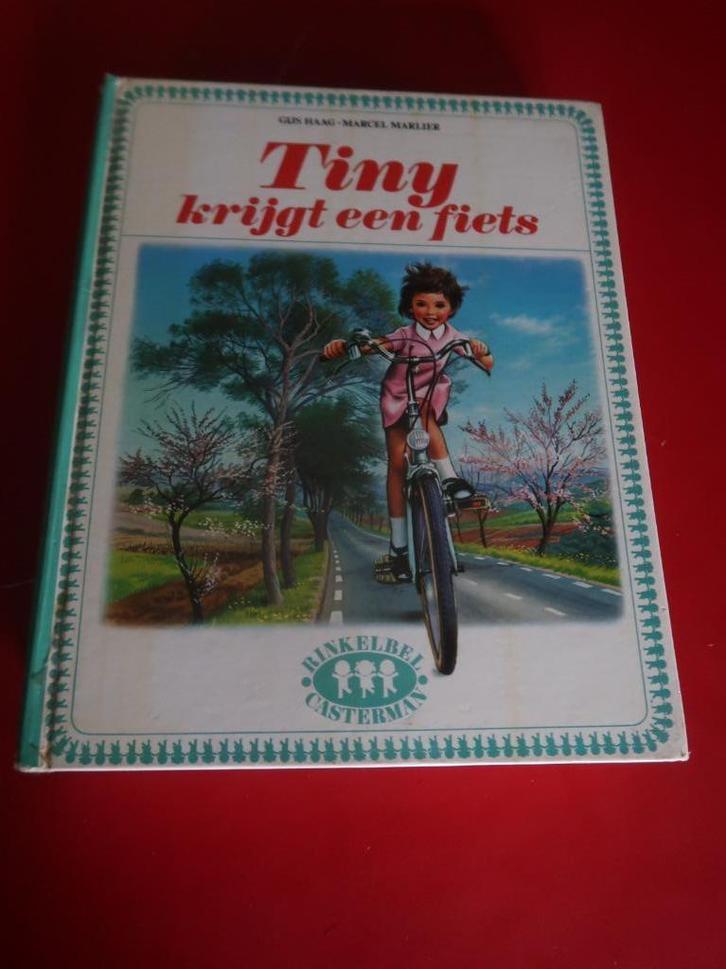 GIJS HAAG - MARCEL MARLIER
Tiny
krijgt een fiets
RINKELBEL
CASTERMAN